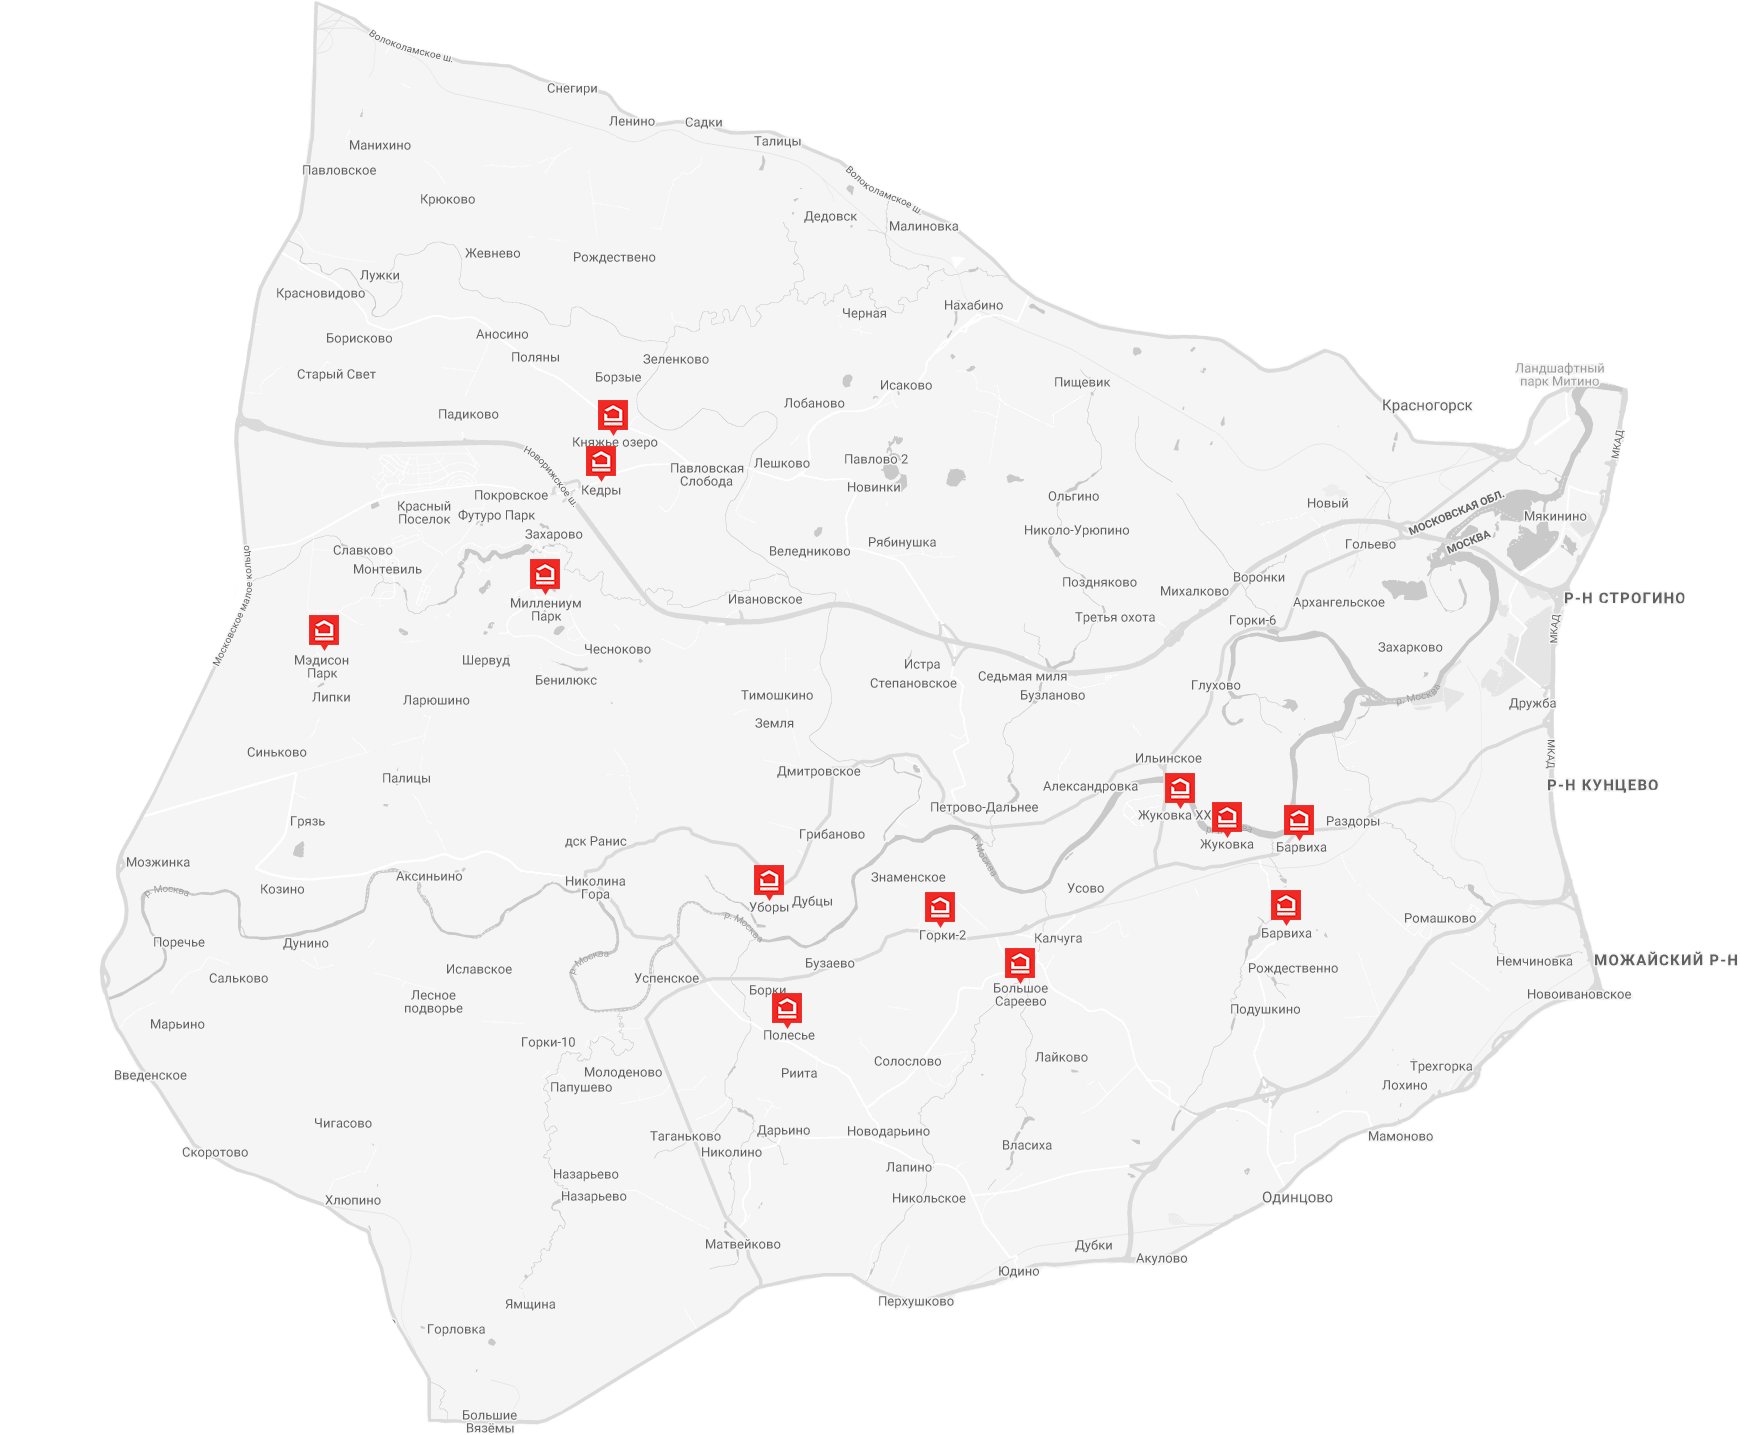 Волоколамское ш.
Снегири
Ленино
Садки
Талицы
Манихино
Павловское
Волоколамское ш.
Крюково
Дедовск
Малиновка
Жевнево
Рождествено
Лужки
Красновидово
Нахабино
Черная
Борисково
Аносино
Поляны
Зеленково
Ландшафтный
парк Митино
Старый Свет
Борзые
Исаково
Пищевик
Лобаново
Красногорск
Падиково
Княжье озеро
МКАД
Новорижское ш.
Павловская
Слобода
Лешково
Павлово 2
Кедры
Новинки
Покровское
Ольгино
Новый
МОСКОВСКАЯ ОБЛ.
Красный
Поселок
Футуро Парк
Мякинино
Захарово
Николо-Урюпино
МОСКВА
Рябинушка
Гольево
Славково
Веледниково
Московское малое кольцо
Монтевиль
Поздняково
Воронки
Михалково
Миллениум
Парк
Ивановское
Архангельское
Р-Н СТРОГИНО
Третья охота
Горки-6
МКАД
Чесноково
Захарково
Мэдисон
Парк
Шервуд
Истра
Бенилюкс
Степановское
Седьмая миля
Глухово
Липки
Ларюшино
Тимошкино
Бузланово
р. Москва
Дружба
Земля
Синьково
МКАД
Ильинское
Дмитровское
Палицы
Александровка
Р-Н КУНЦЕВО
Петрово-Дальнее
Жуковка XX
Грязь
Раздоры
Грибаново
дск Ранис
Жуковка
Барвиха
р. Москва
Мозжинка
Аксиньино
Знаменское
Николина
Гора
р. Москва
Козино
Усово
Уборы
Дубцы
р. Москва
Ромашково
Горки-2
Барвиха
Поречье
Дунино
Калчуга
р. Москва
Бузаево
Немчиновка
МОЖАЙСКИЙ Р-Н
Иславское
Рождественно
Сальково
Успенское
Борки
Большое
Сареево
Лесное
подворье
Новоивановское
Подушкино
Марьино
Полесье
Горки-10
Солослово
Лайково
Трехгорка
Введенское
Молоденово
Риита
Папушево
Лохино
Чигасово
Дарьино
Новодарьино
Таганьково
Мамоново
Скоротово
Николино
Власиха
Лапино
Назарьево
Назарьево
Хлюпино
Никольское
Одинцово
Матвейково
Дубки
Акулово
Юдино
Ямщина
Перхушково
Горловка
Большие
Вязёмы